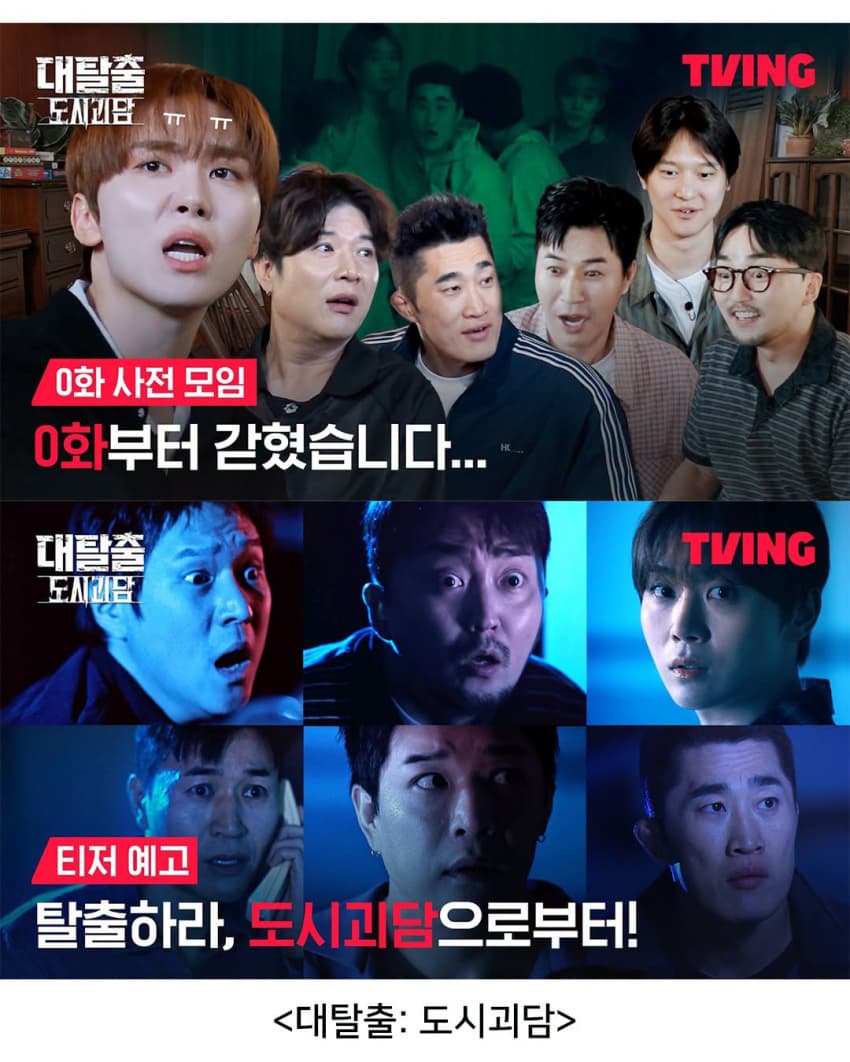 대탈출
도시괴담
ㅠㅠ
TVING
0화 사전 모임
0화부터 갇혔습니다...
대탈출
도시괴담
TVING
티저 예고
탈출하라, 도시괴담으로부터!
<대탈출: 도시괴담>